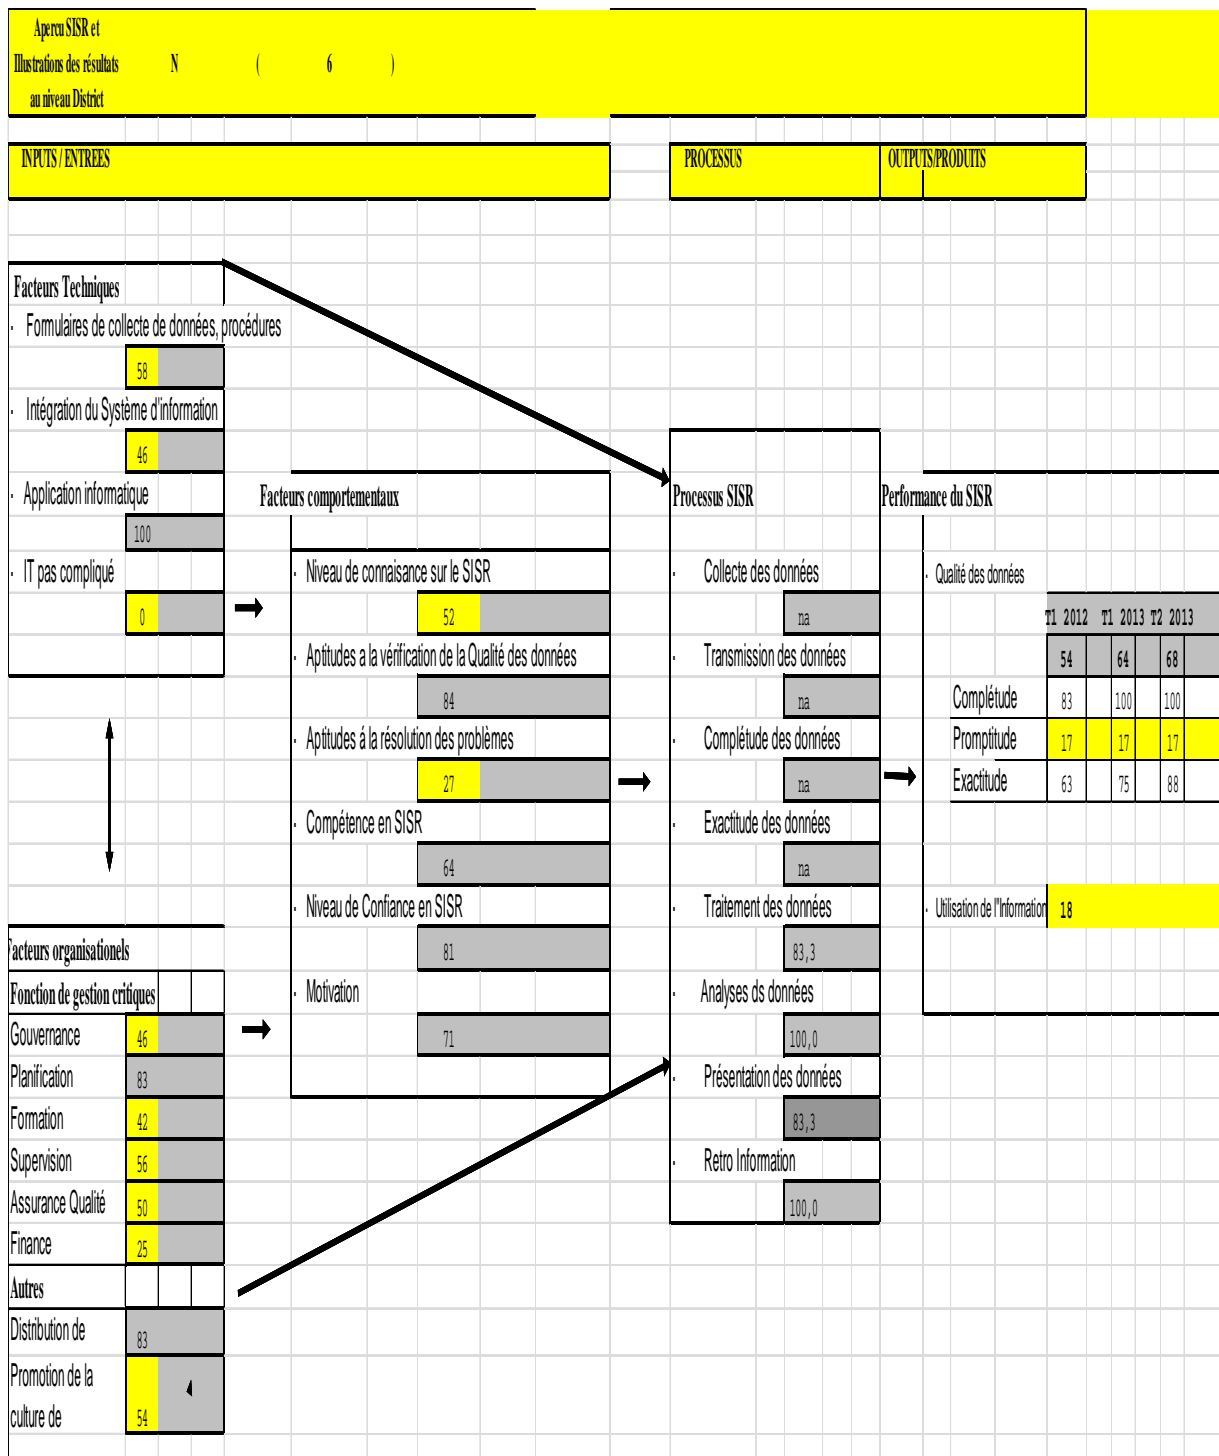 Apercu SISR et
Illustrations des résultats N ( 6 )
au niveau District
INPUTS / ENTREES PROCESSUS OUTPUTS/PRODUITS
Facteurs Techniques
- Formulaires de collecte de données, procédures
58
- Intégration du Système d'information
46
- Application informatique
100
- IT pas compliqué
0
Facteurs comportementaux
- Niveau de connaisance sur le SISR
52
- Aptitudes a la vérification de la Qualité des données
84
- Aptitudes á la résolution des problèmes
27
- Compétence en SISR
64
- Niveau de Confiance en SISR
81
- Motivation
71
Processus SISR
- Collecte des données
na
- Transmission des données
na
- Complétude des données
na
- Exactitude des données
na
- Traitement des données
83,3
- Analyses ds données
100,0
- Présentation des données
83,3
- Retro Information
100,0
Performance du SISR
- Qualité des données
T1 2012 T1 2013 T2 2013
54 64 68
Complétude 83 100 100
Promptitude 17 17 17
Exactitude 63 75 88
- Utilisation de l"Information 18
acteurs organisationels
Fonction de gestion critiques
Gouvernance 46
Planification 83
Formation 42
Supervision 56
Assurance Qualité 50
Finance 25
Autres
Distribution de 83
Promotion de la
culture de 54